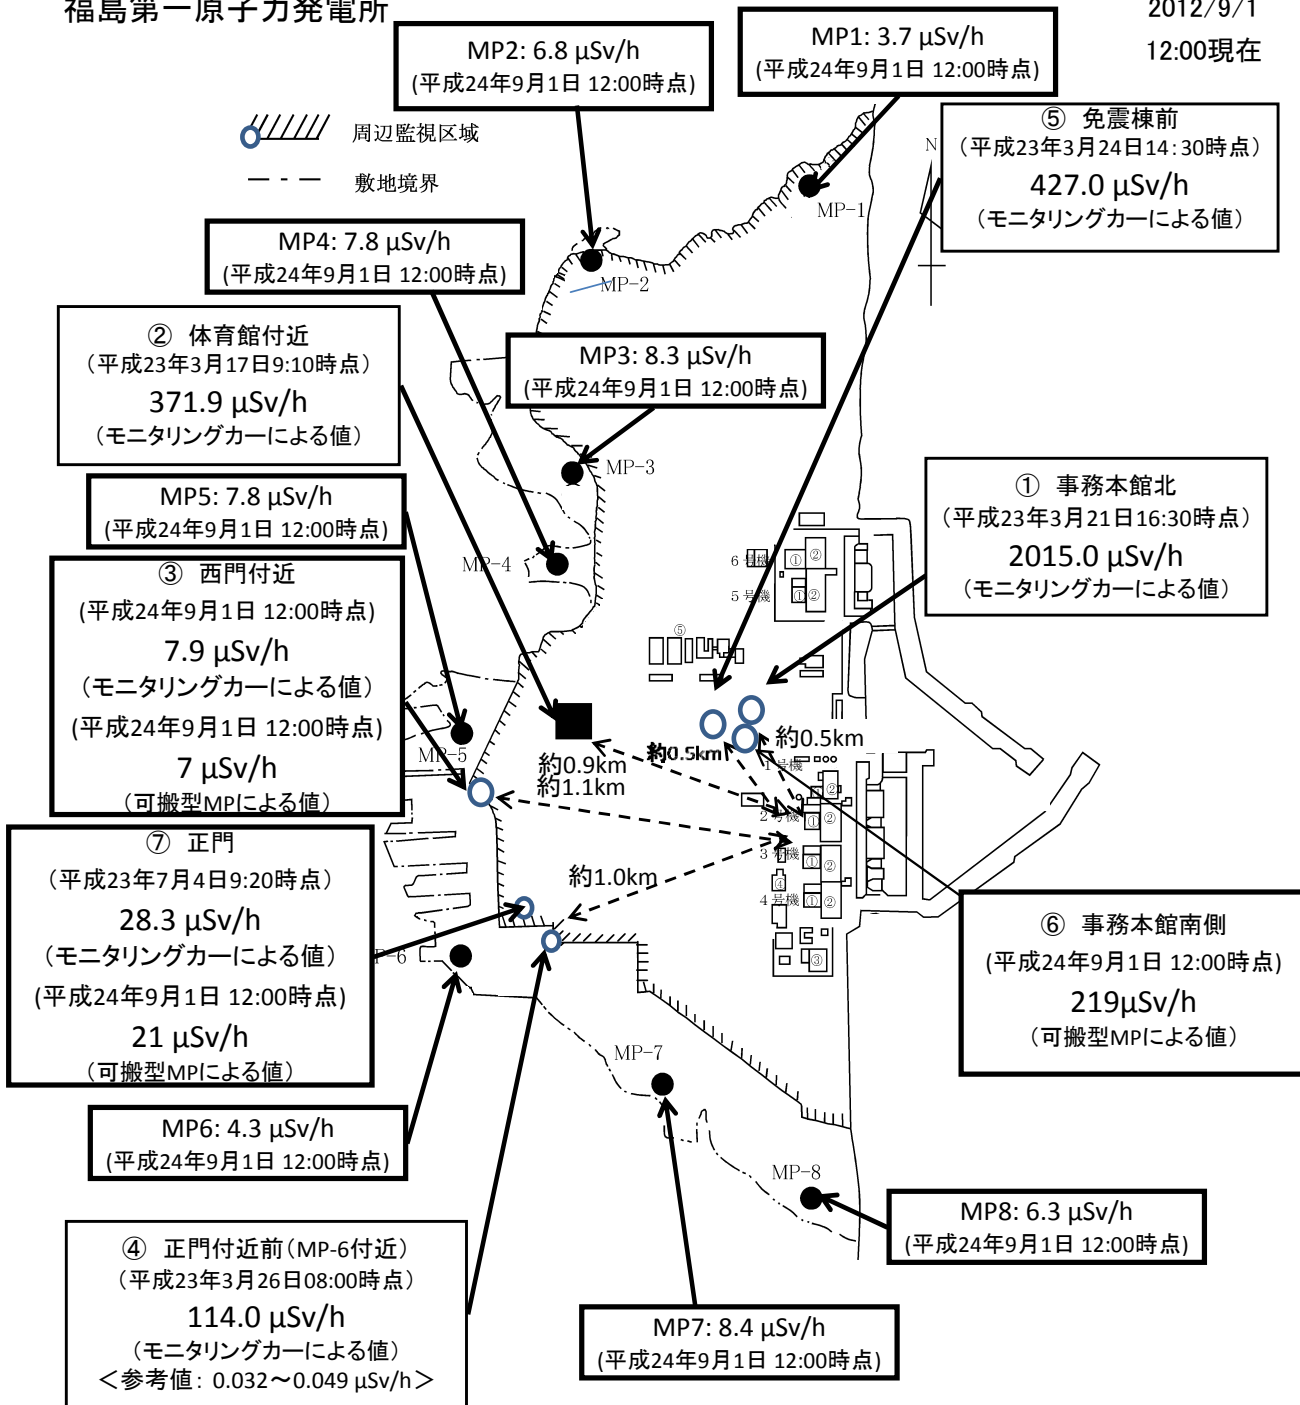 福島第一原子力発電所
2012/9/1
12:00現在
MP2: 6.8 μSv/h
(平成24年9月1日 12:00時点)
MP1: 3.7 μSv/h
(平成24年9月1日 12:00時点)
周辺監視区域
敷地境界
⑤ 免震棟前
(平成23年3月24日14:30時点)
427.0 μSv/h
(モニタリングカーによる値)
N
MP-1
MP4: 7.8 μSv/h
(平成24年9月1日 12:00時点)
MP-2
② 体育館付近
(平成23年3月17日9:10時点)
371.9 μSv/h
(モニタリングカーによる値)
MP3: 8.3 μSv/h
(平成24年9月1日 12:00時点)
MP-3
MP5: 7.8 μSv/h
(平成24年9月1日 12:00時点)
① 事務本館北
(平成23年3月21日16:30時点)
2015.0 μSv/h
(モニタリングカーによる値)
MP-4
6号機
① ②
5号機
① ②
③ 西門付近
(平成24年9月1日 12:00時点)
7.9 μSv/h
(モニタリングカーによる値)
(平成24年9月1日 12:00時点)
7 μSv/h
(可搬型MPによる値)
⑤
MP-5
約0.9km
約1.1km
約0.5km
約0.5km
1号機
②
2号機
① ②
3号機
① ②
④
4号機
① ②
③
⑦ 正門
(平成23年7月4日9:20時点)
28.3 μSv/h
(モニタリングカーによる値)
(平成24年9月1日 12:00時点)
21 μSv/h
(可搬型MPによる値)
約1.0km
P-6
⑥ 事務本館南側
(平成24年9月1日 12:00時点)
219μSv/h
(可搬型MPによる値)
MP-7
MP6: 4.3 μSv/h
(平成24年9月1日 12:00時点)
MP-8
MP8: 6.3 μSv/h
(平成24年9月1日 12:00時点)
④ 正門付近前(MP-6付近)
(平成23年3月26日08:00時点)
114.0 μSv/h
(モニタリングカーによる値)
<参考値: 0.032~0.049 μSv/h>
MP7: 8.4 μSv/h
(平成24年9月1日 12:00時点)